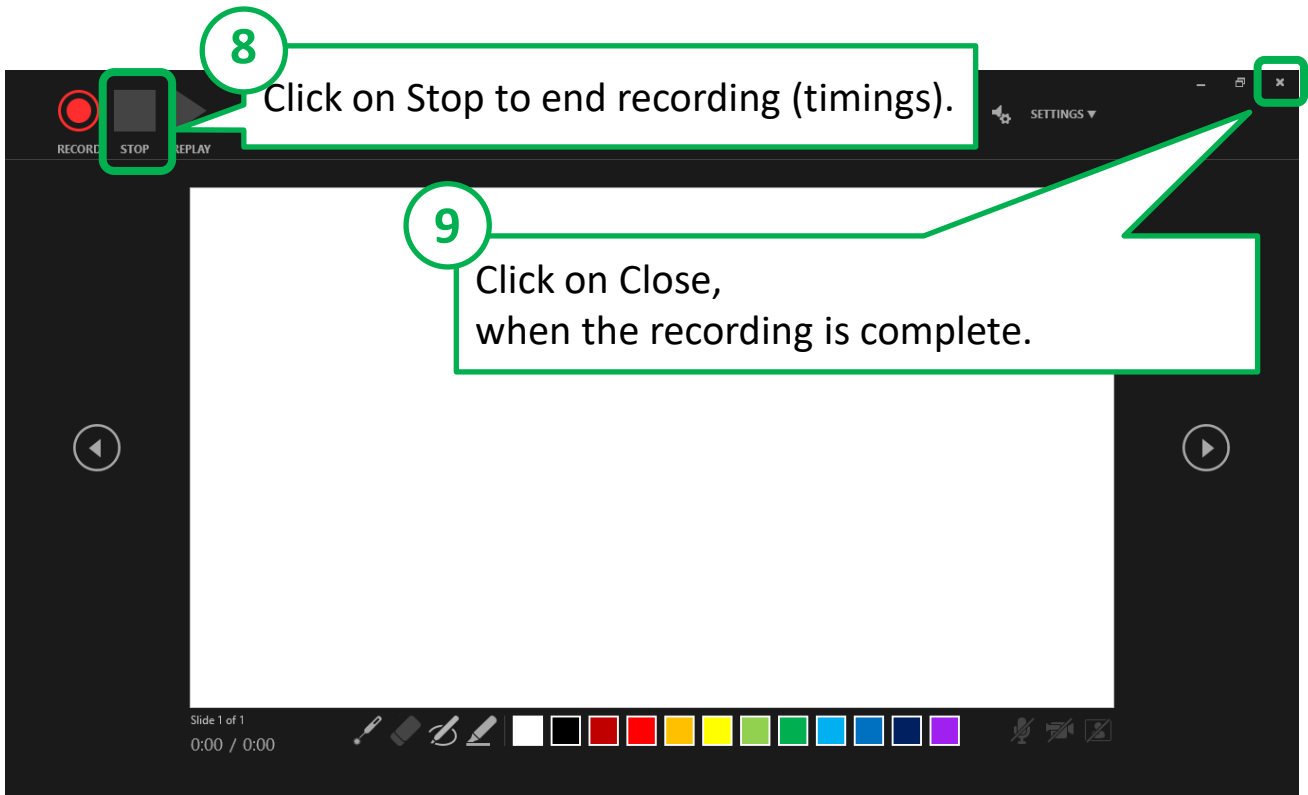 8
Click on Stop to end recording (timings).
SETTINGS
RECORD STOP REPLAY
9
Click on Close,
when the recording is complete.
Slide 1 of 1
0:00 / 0:00